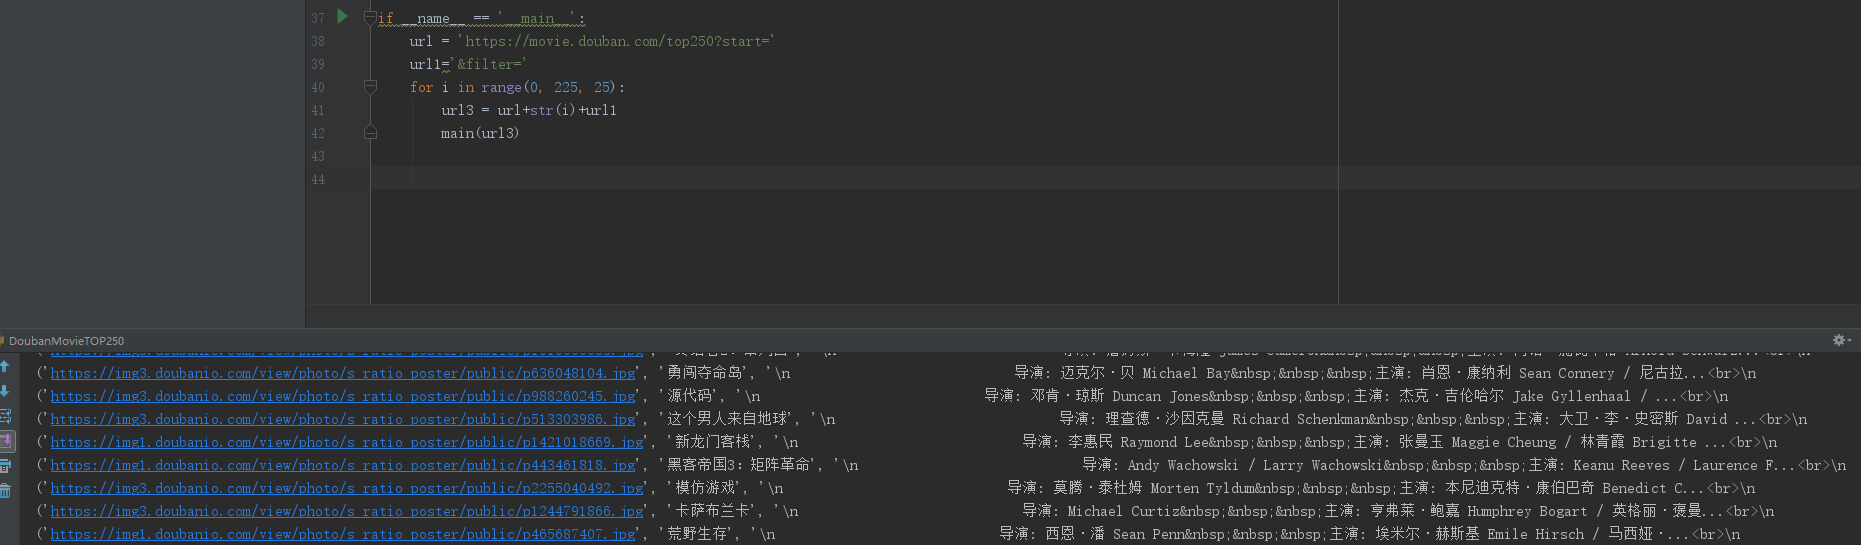 37 if __name__ == '__main__':
38 url = 'https://movie.douban.com/top250?start='
39 url1='&filter='
40 for i in range(0, 225, 25):
41 url3 = url+str(i)+url1
42 main(url3)
43
44
DoubanMovieTOP250
('https://img3.doubanio.com/view/photo/s_ratio_poster/public/p636048104.jpg', '勇闯夺命岛', '\n 导演: 迈克尔·贝 Michael Bay&nbsp;&nbsp;&nbsp;主演: 肖恩·康纳利 Sean Connery / 尼古拉...<br>\n
('https://img3.doubanio.com/view/photo/s_ratio_poster/public/p988260245.jpg', '源代码', '\n 导演: 邓肯·琼斯 Duncan Jones&nbsp;&nbsp;&nbsp;主演: 杰克·吉伦哈尔 Jake Gyllenhaal / ...<br>\n
('https://img3.doubanio.com/view/photo/s_ratio_poster/public/p513303986.jpg', '这个男人来自地球', '\n 导演: 理查德·沙因克曼 Richard Schenkman&nbsp;&nbsp;&nbsp;主演: 大卫·李·史密斯 David ...<br>\n
('https://img1.doubanio.com/view/photo/s_ratio_poster/public/p1421018669.jpg', '新龙门客栈', '\n 导演: 李惠民 Raymond Lee&nbsp;&nbsp;&nbsp;主演: 张曼玉 Maggie Cheung / 林青霞 Brigitte ...<br>\n
('https://img1.doubanio.com/view/photo/s_ratio_poster/public/p443461818.jpg', '黑客帝国3：矩阵革命', '\n 导演: Andy Wachowski / Larry Wachowski&nbsp;&nbsp;&nbsp;主演: Keanu Reeves / Laurence F...<br>\n
('https://img3.doubanio.com/view/photo/s_ratio_poster/public/p2255040492.jpg', '模仿游戏', '\n 导演: 莫腾·泰杜姆 Morten Tyldum&nbsp;&nbsp;&nbsp;主演: 本尼迪克特·康伯巴奇 Benedict C...<br>\n
('https://img3.doubanio.com/view/photo/s_ratio_poster/public/p1244791866.jpg', '卡萨布兰卡', '\n 导演: Michael Curtiz&nbsp;&nbsp;&nbsp;主演: 亨弗莱·鲍嘉 Humphrey Bogart / 英格丽·褒曼...<br>\n
('https://img1.doubanio.com/view/photo/s_ratio_poster/public/p465687407.jpg', '荒野生存', '\n 导演: 西恩·潘 Sean Penn&nbsp;&nbsp;&nbsp;主演: 埃米尔·赫斯基 Emile Hirsch / 马西娅·...<br>\n